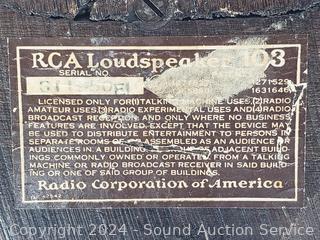 RCA Loudspeaker 103
SERIAL NO.
1271529
1631646
LICENSED ONLY FOR (1) TALKING MACHINE USES, (2) RADIO
AMATEUR USES, (3) RADIO EXPERIMENTAL USES AND (4) RADIO
BROADCAST RECEPTION AND ONLY WHERE NO BUSINESS
FEATURES ARE INVOLVED. EXCEPT THAT THE DEVICE MAY
BE USED TO DISTRIBUTE ENTERTAINMENT TO PERSONS IN
SEPARATE ROOMS OR ASSEMBLED AS AN AUDIENCE OR
AUDIENCES IN A BUILDING ADJACENT BUILD-
INGS COMMONLY OWNED OR OPERATED FROM A TALKING
MACHINE OR RADIO BROADCAST RECEIVER IN SAID BUILD-
ING OR ONE OF SAID GROUP OF BUILDINGS.
Radio Corporation of America
Copyright © 2024 - Sound Auction Service